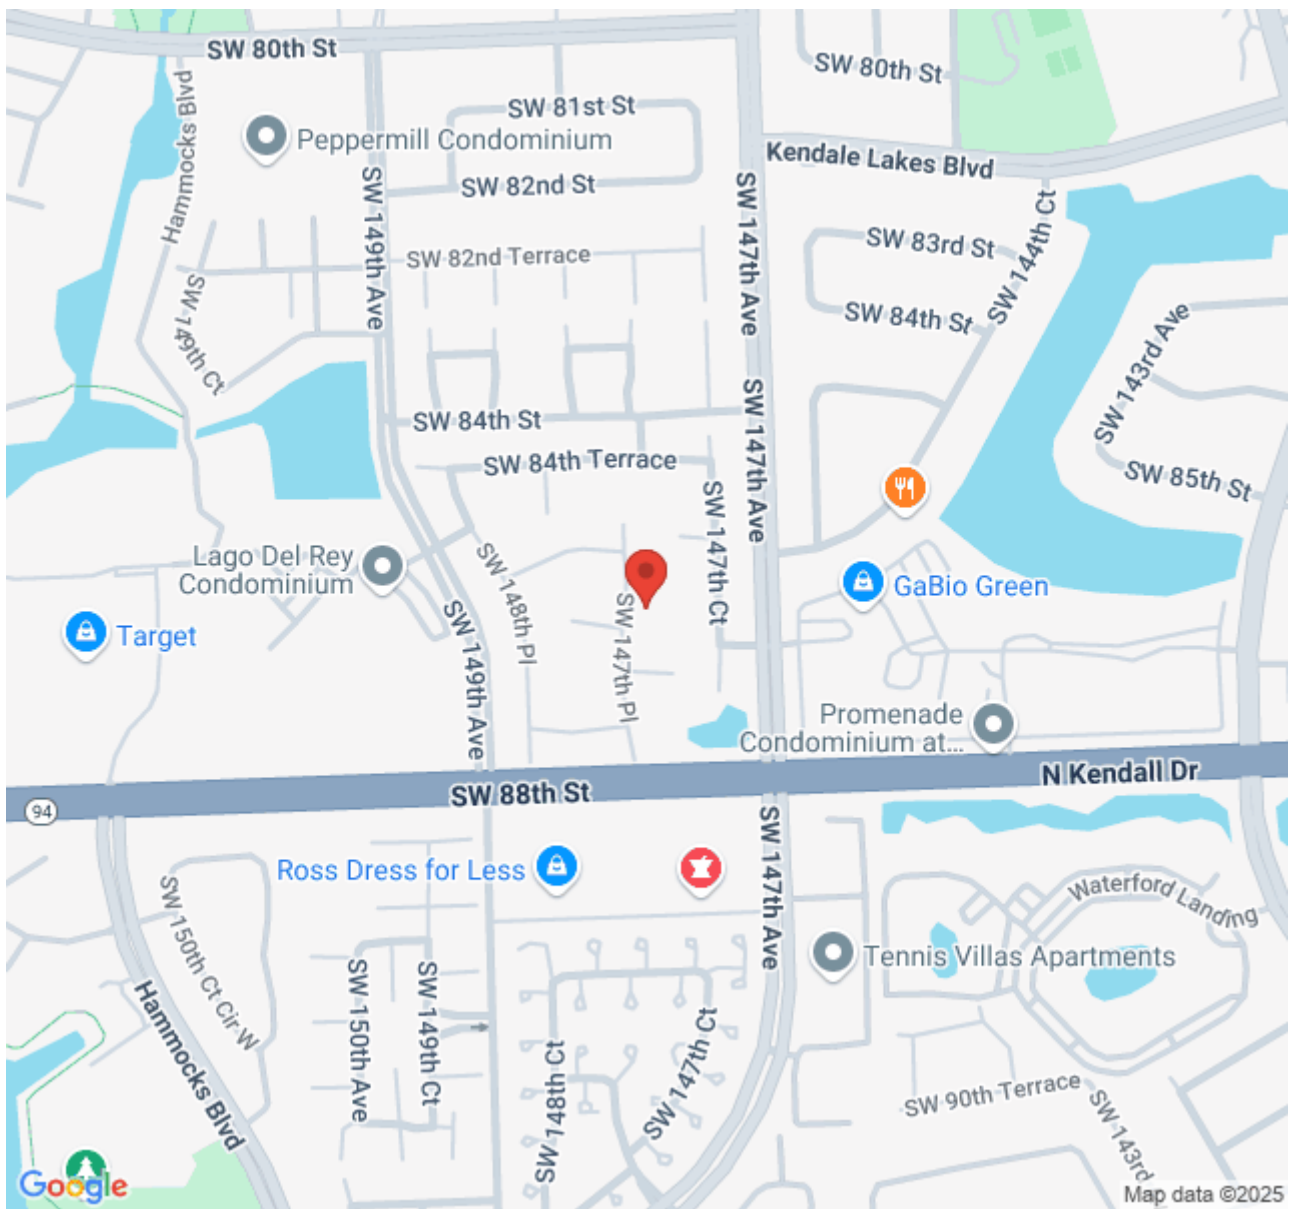 SW 80th St
SW 80th St
Hammocks Blvd
SW 81st St
Peppermill Condominium
Kendale Lakes Blvd
SW 82nd St
SW 149th Ave
SW 147th Ave
SW 144th Ct
SW 83rd St
SW 82nd Terrace
SW 149th Ct
SW 84th St
SW 143rd Ave
SW 147th Ave
SW 84th St
SW 84th Terrace
SW 85th St
SW 147th Ct
Lago Del Rey
Condominium
SW 148th Pl
SW 147th Pl
GaBio Green
Target
SW 149th Ave
Promenade
Condominium at...
N Kendall Dr
SW 88th St
94
Ross Dress for Less
SW 147th Ave
Waterford Landing
SW 150th Ct Cir W
Tennis Villas Apartments
SW 150th Ave
SW 149th Ct
Hammocks Blvd
SW 148th Ct
SW 147th Ct
SW 90th Terrace
SW 143rd
Google
Map data ©2025